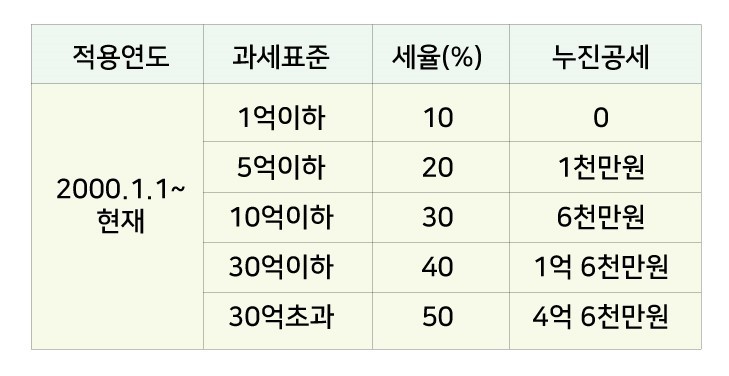 적용연도 과세표준 세율(%) 누진공세
1억이하 10 0
5억이하 20 1천만원
2000.1.1~
현재
10억이하 30 6천만원
30억이하 40 1억 6천만원
30억초과 50 4억 6천만원